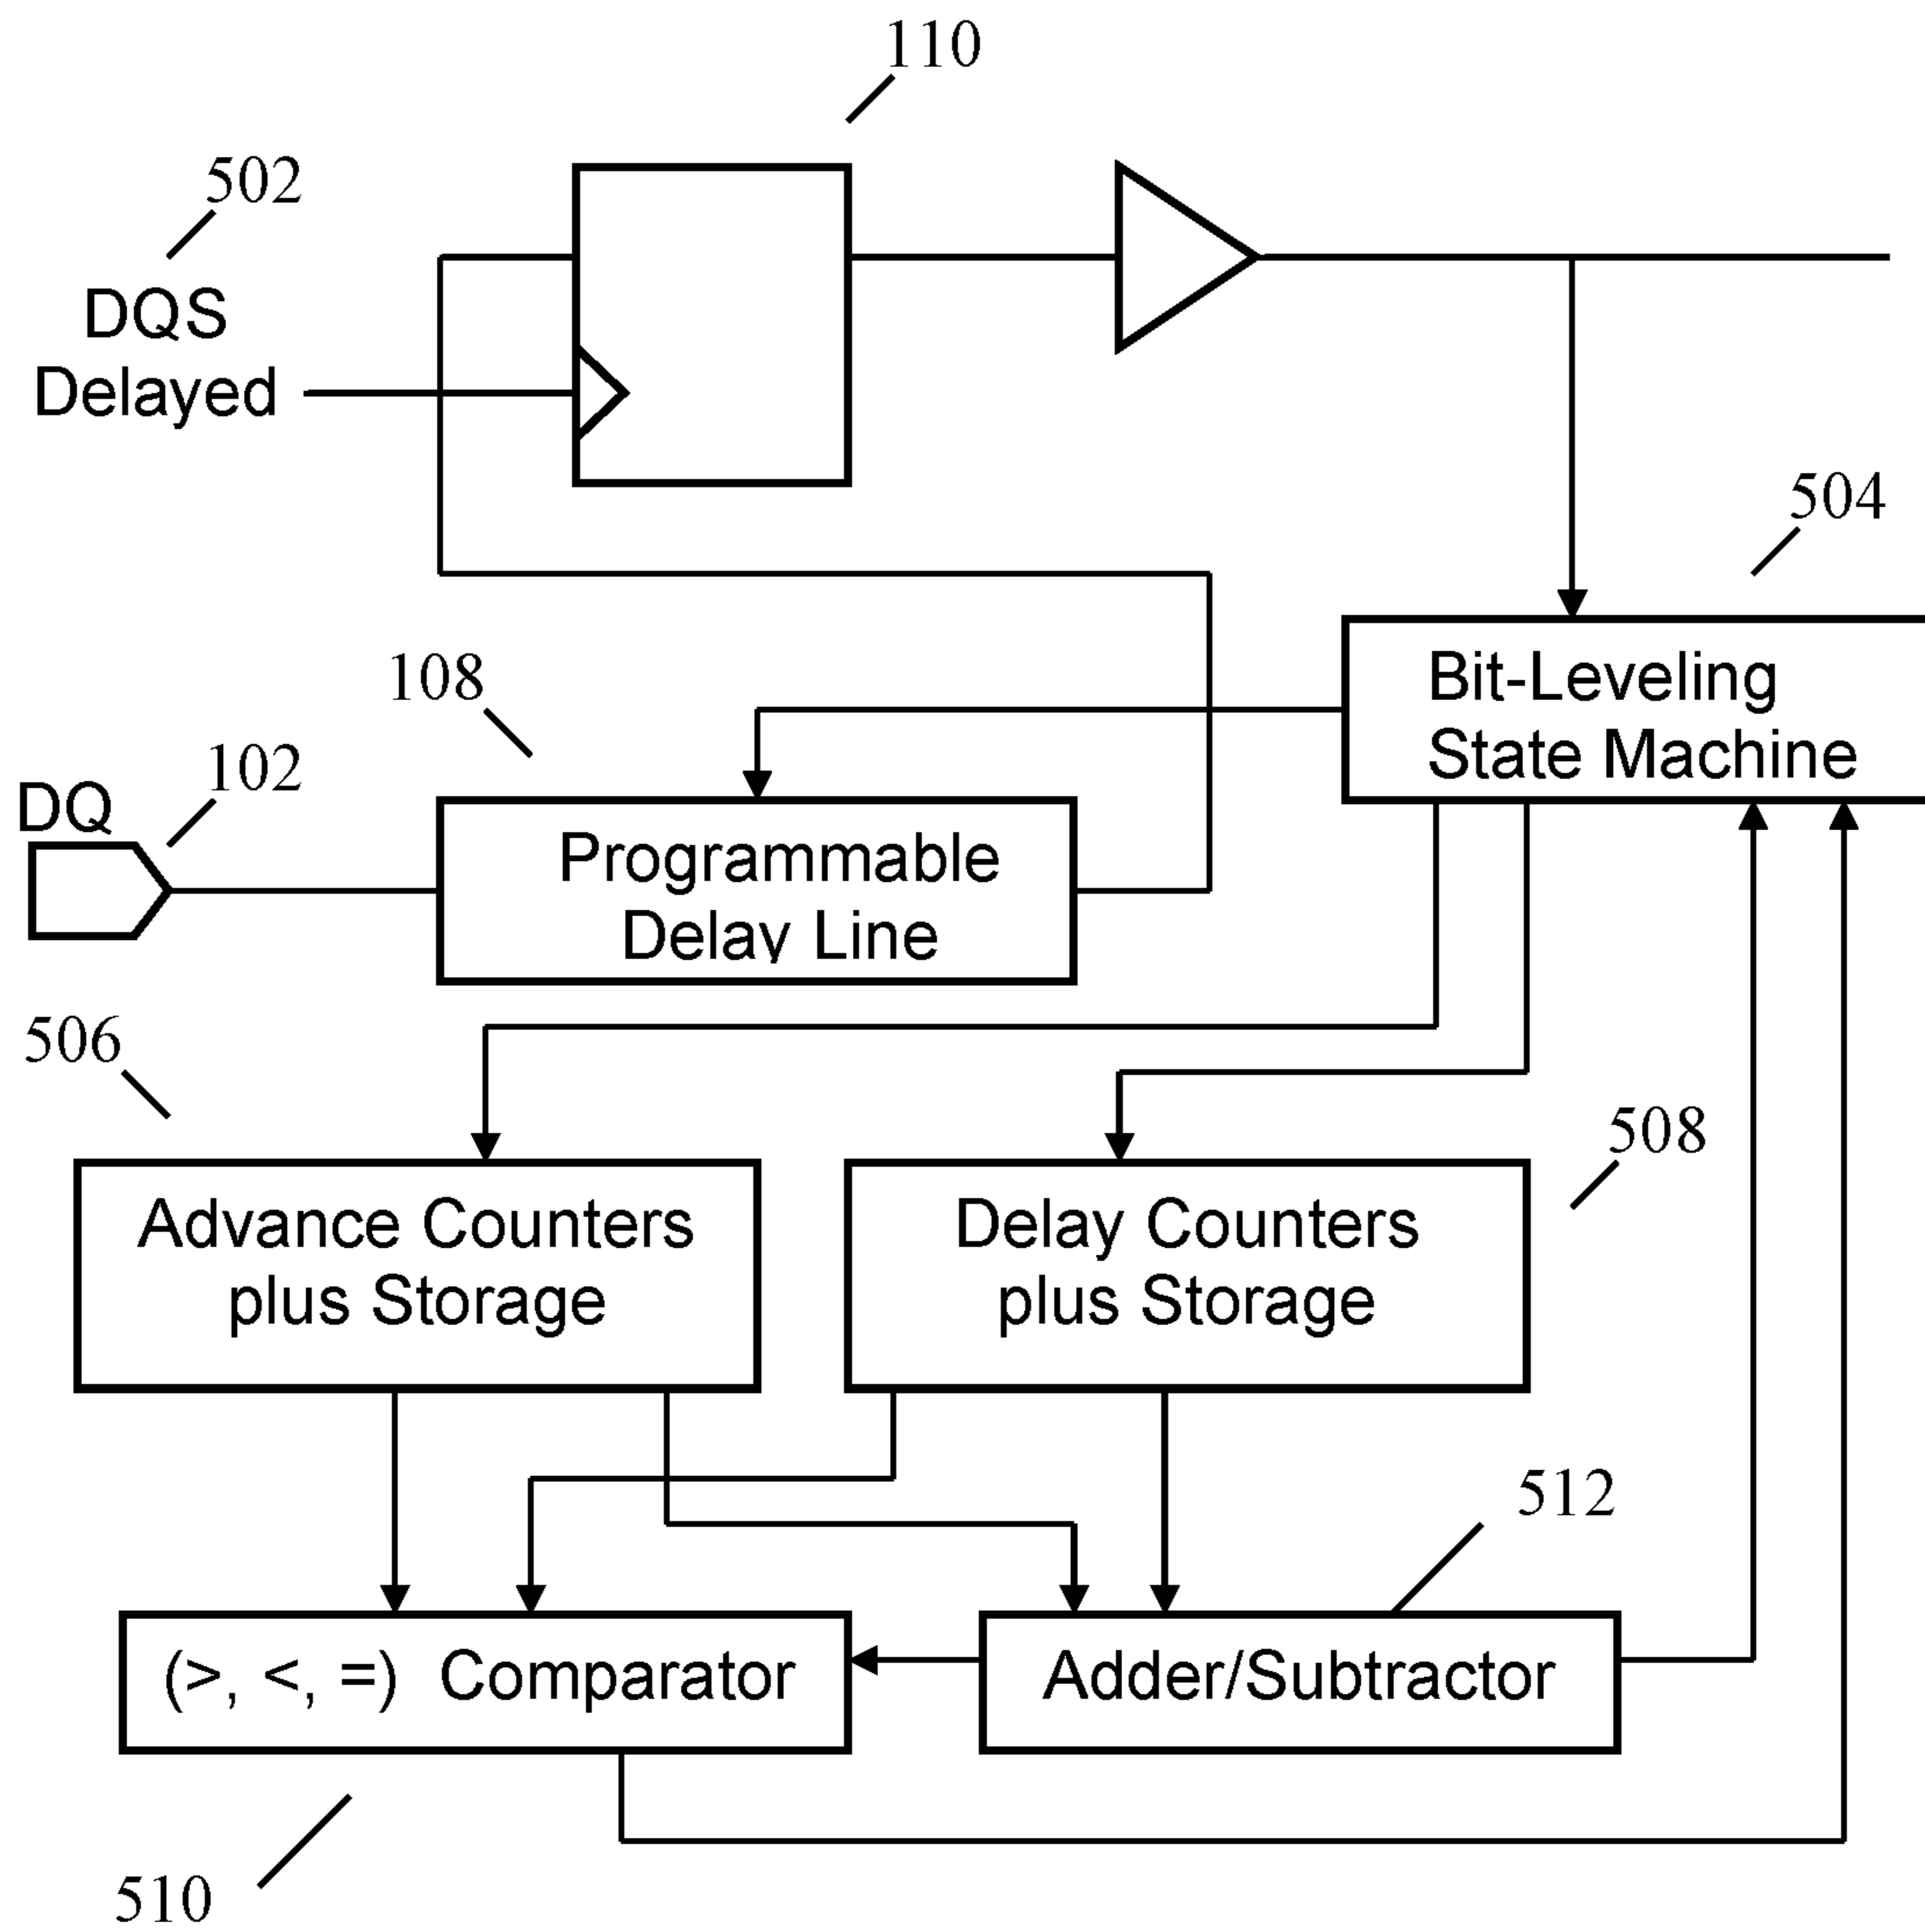 110
502
DQS
Delayed
504
Bit-Leveling
State Machine
108
102
DQ
Programmable
Delay Line
506
508
Advance Counters
plus Storage
Delay Counters
plus Storage
512
(>, <, =) Comparator
Adder/Subtractor
510